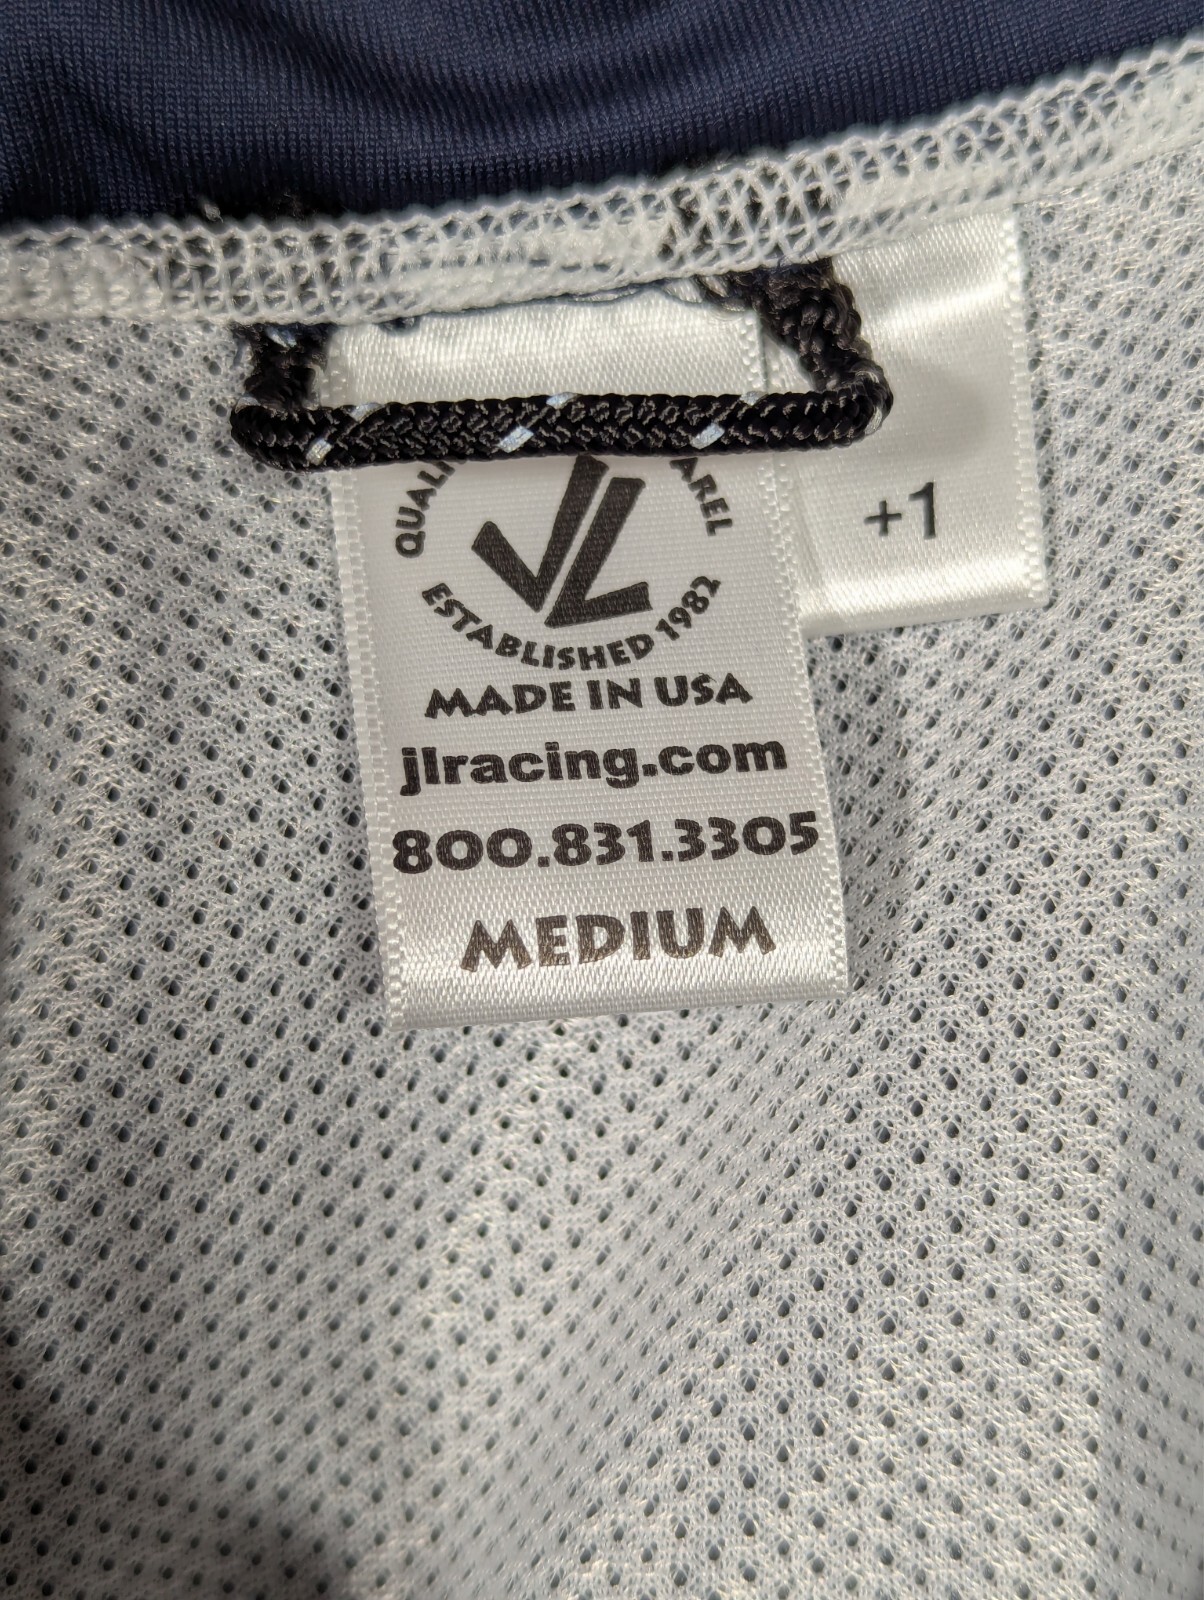 JL
ESTABLISHED 1982
MADE IN USA
jlracing.com
800.831.3305
MEDIUM
+1